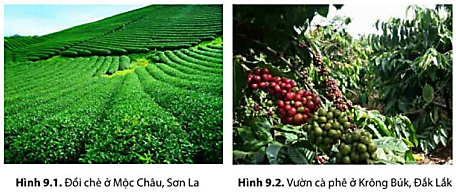 Hình 9.1. Đồi chè ở Mộc Châu, Sơn La
Hình 9.2. Vườn cà phê ở Krông Búk, Đắk Lắk